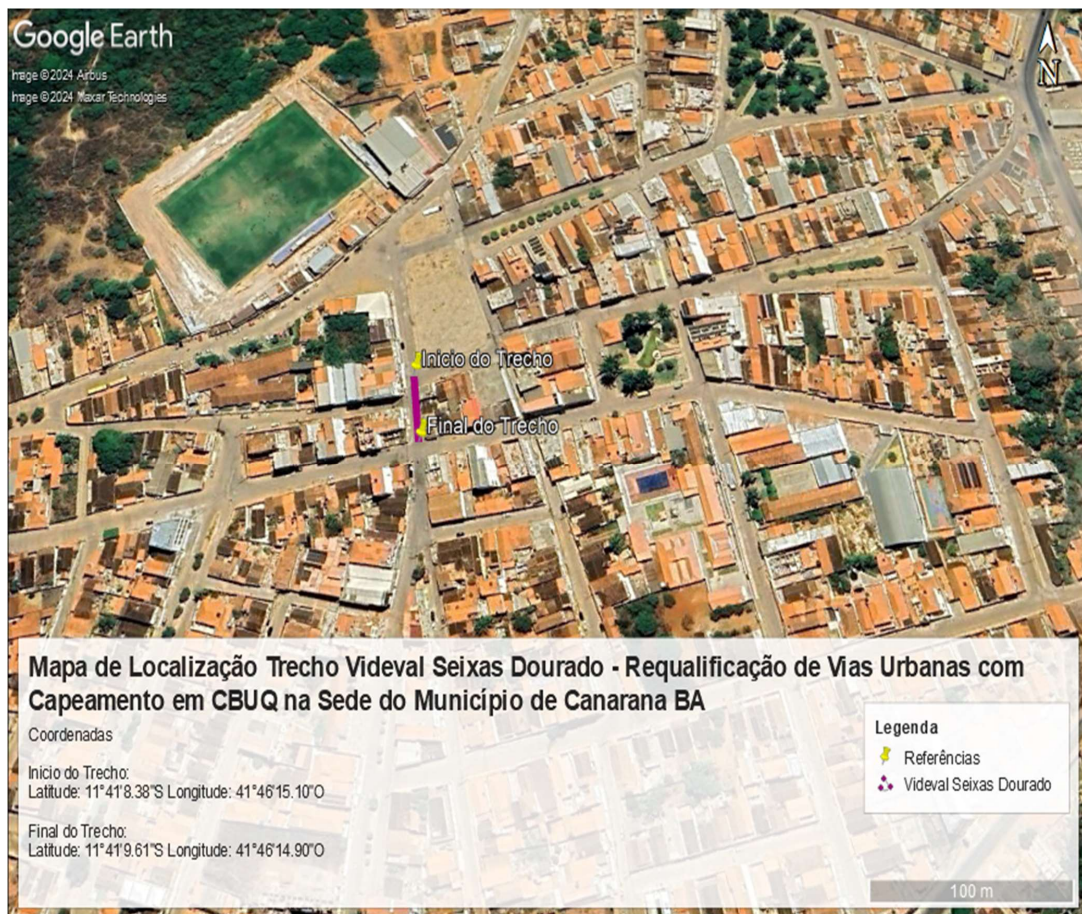 Google Earth
Image © 2024 Airbus
Image © 2024 Maxar Technologies
N
Início do Trecho
Final do Trecho
Mapa de Localização Trecho Videval Seixas Dourado - Requalificação de Vias Urbanas com
Capeamento em CBUQ na Sede do Município de Canarana BA
Coordenadas
Início do Trecho:
Latitude: 11°41'8.38"S Longitude: 41°46'15.10"O
Final do Trecho:
Latitude: 11°41'9.61"S Longitude: 41°46'14.90"O
Legenda
Referências
Videval Seixas Dourado
100 m